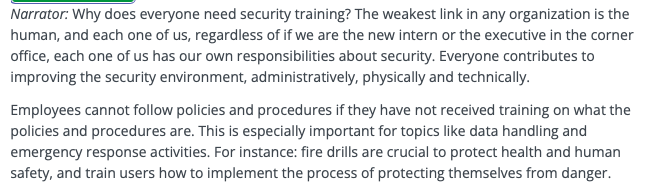 Narrator: Why does everyone need security training? The weakest link in any organization is the
human, and each one of us, regardless of if we are the new intern or the executive in the corner
office, each one of us has our own responsibilities about security. Everyone contributes to
improving the security environment, administratively, physically and technically.
Employees cannot follow policies and procedures if they have not received training on what the
policies and procedures are. This is especially important for topics like data handling and
emergency response activities. For instance: fire drills are crucial to protect health and human
safety, and train users how to implement the process of protecting themselves from danger.